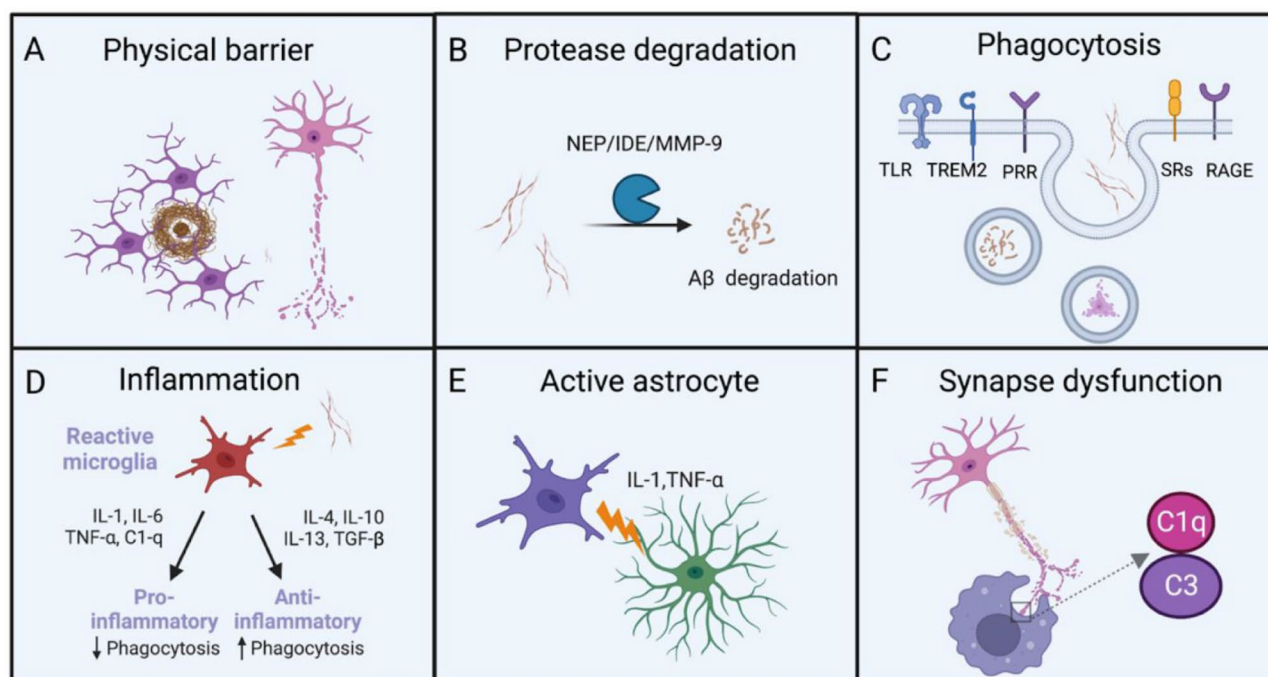 A
Physical barrier
B
Protease degradation
NEP/IDE/MMP-9
Aβ degradation
C
Phagocytosis
TLR
TREM2
PRR
SRs
RAGE
D
Inflammation
Reactive
microglia
IL-1, IL-6
TNF-α, C1-q
IL-4, IL-10
IL-13, TGF-β
Pro-
inflammatory
↓ Phagocytosis
Anti-
inflammatory
↑ Phagocytosis
E
Active astrocyte
IL-1,TNF-α
F
Synapse dysfunction
C1q
C3